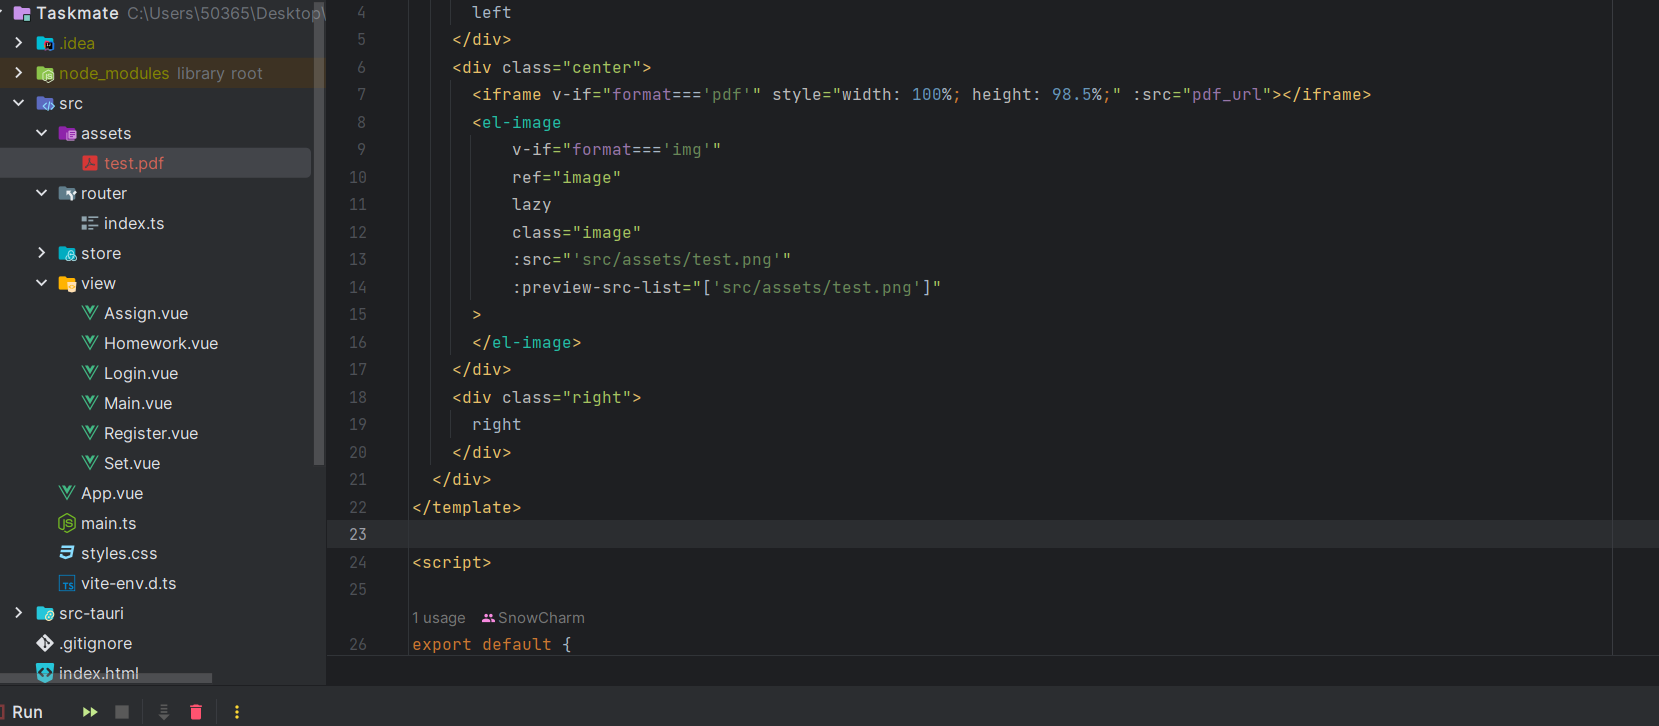 Taskmate C:\Users\50365\Desktop\
.idea
node_modules library root
src
assets
test.pdf
router
index.ts
store
view
Assign.vue
Homework.vue
Login.vue
Main.vue
Register.vue
Set.vue
App.vue
main.ts
styles.css
vite-env.d.ts
src-tauri
.gitignore
index.html
4 left
5 </div>
6 <div class="center">
7 <iframe v-if="format==='pdf'" style="width: 100%; height: 98.5%;" :src="pdf_url"></iframe>
8 <el-image
9 v-if="format==='img'"
10 ref="image"
11 lazy
12 class="image"
13 :src="'src/assets/test.png'"
14 :preview-src-list="['src/assets/test.png']"
15 >
16 </el-image>
17 </div>
18 <div class="right">
19 right
20 </div>
21 </div>
22 </template>
23
24 <script>
25
1 usage SnowCharm
26 export default {
Run